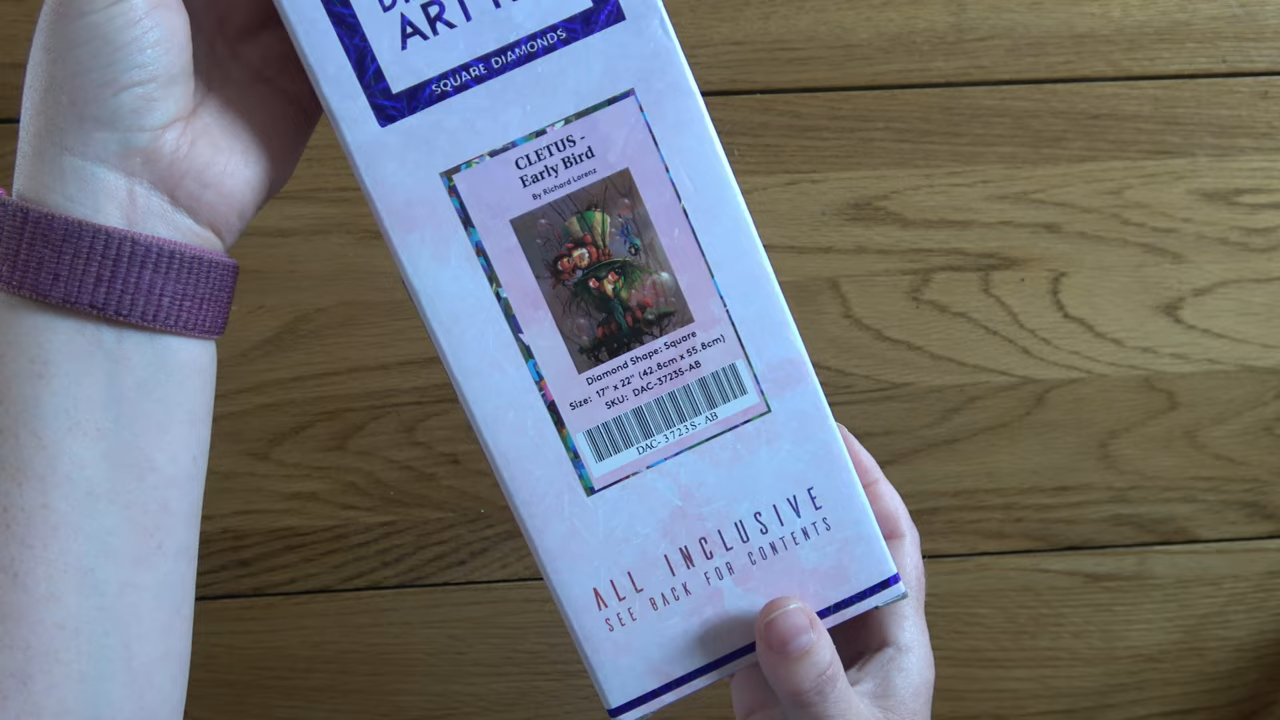 ART
SQUARE DIAMONDS
CLETUS -
Early Bird
By Richard Lorenz
Diamond Shape: Square
Size: 17" x 22" (42.8cm x 55.8cm)
SKU: DAC-3723S-AB
DAC-3723S-AB
ALL INCLUSIVE
SEE BACK FOR CONTENTS